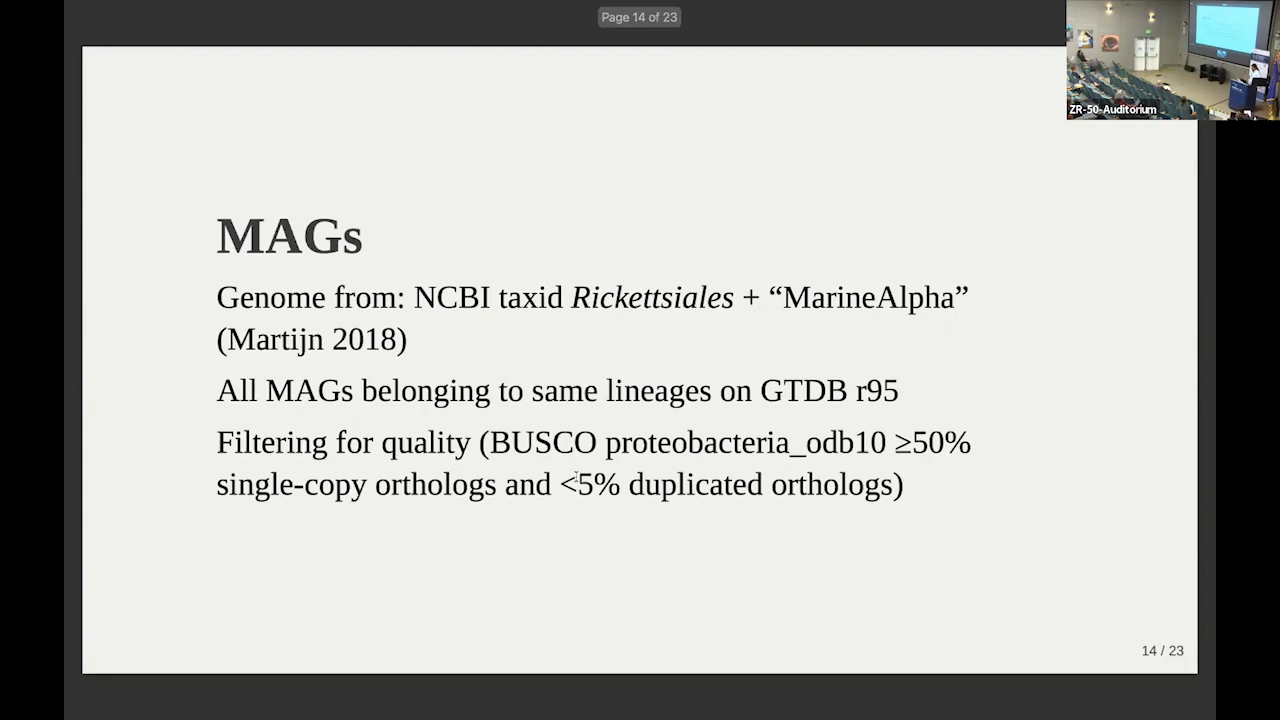 Page 14 of 23
ZR-50-Auditorium
MAGs
Genome from: NCBI taxid Rickettsiales + “MarineAlpha”
(Martijn 2018)
All MAGs belonging to same lineages on GTDB r95
Filtering for quality (BUSCO proteobacteria_odb10 ≥50%
single-copy orthologs and <5% duplicated orthologs)
14 / 23